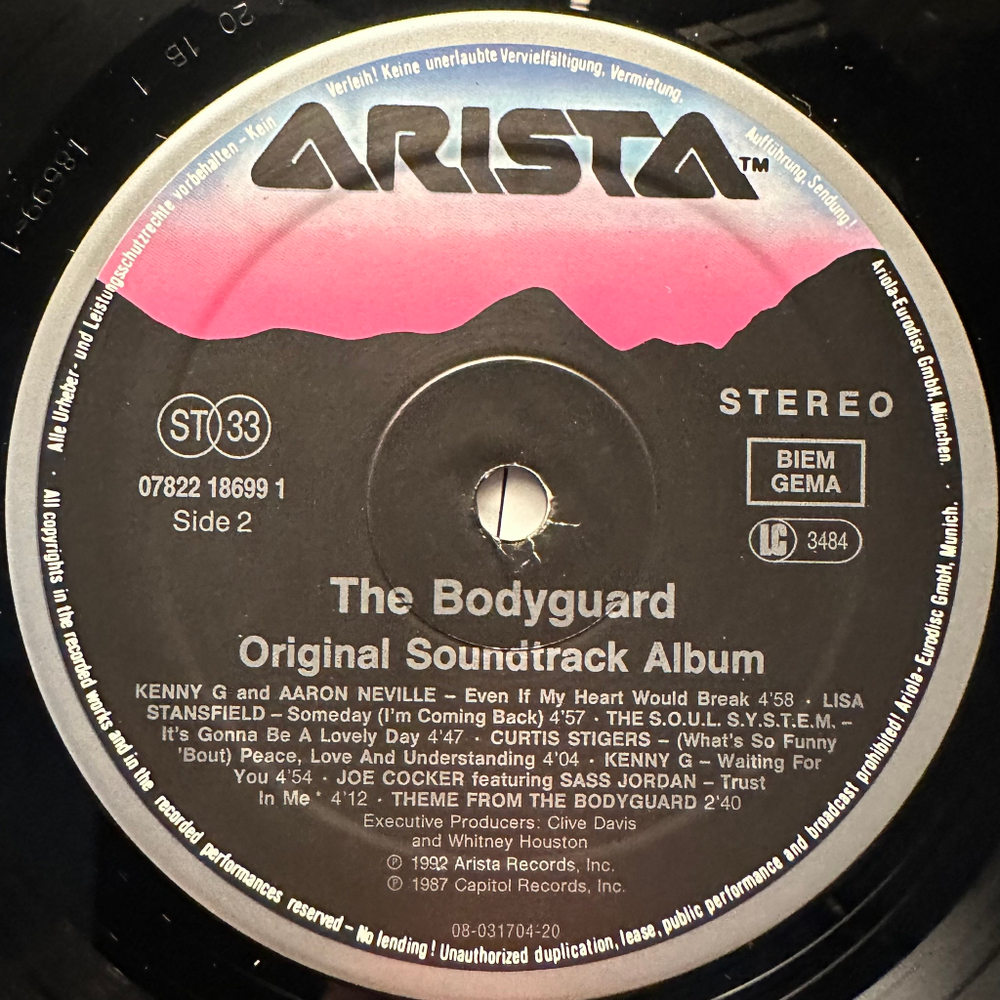 Alle Urheber- und Leistungsschutzrechte vorbehalten – Kein Verleih! Keine unerlaubte Vervielfältigung, Vermietung, Aufführung, Sendung!
ARISTA™
Ariola-Eurodisc GmbH, München.
ST 33
07822 18699 1
Side 2
STEREO
BIEM
GEMA
LC 3484
The Bodyguard
Original Soundtrack Album
KENNY G and AARON NEVILLE – Even If My Heart Would Break 4'58 · LISA
STANSFIELD – Someday (I'm Coming Back) 4'57 · THE S.O.U.L. S.Y.S.T.E.M. –
It's Gonna Be A Lovely Day 4'47 · CURTIS STIGERS – (What's So Funny
'Bout) Peace, Love And Understanding 4'04 · KENNY G – Waiting For
You 4'54 · JOE COCKER featuring SASS JORDAN – Trust
In Me * 4'12 · THEME FROM THE BODYGUARD 2'40
Executive Producers: Clive Davis
and Whitney Houston
℗ 1992 Arista Records, Inc.
℗ 1987 Capitol Records, Inc.
08-031704-20
· All copyrights in the recorded works and in the recorded performances reserved – No lending! Unauthorized duplication, lease, public performance and broadcast prohibited! Ariola-Eurodisc GmbH, Munich. ·
18699-1